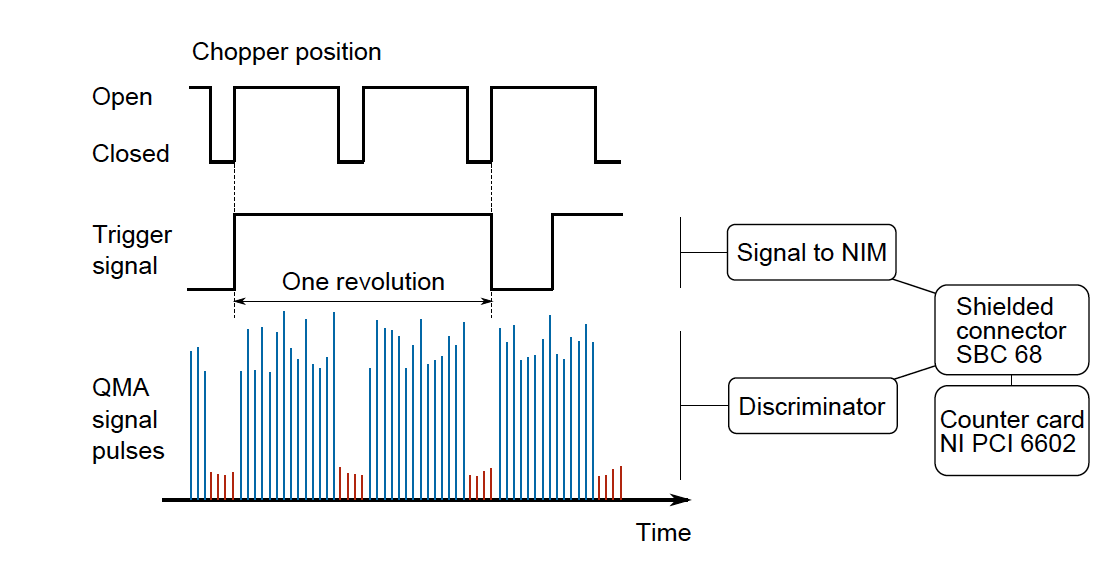 Chopper position
Open
Closed
Trigger
signal
One revolution
QMA
signal
pulses
Time
Signal to NIM
Discriminator
Shielded
connector
SBC 68
Counter card
NI PCI 6602